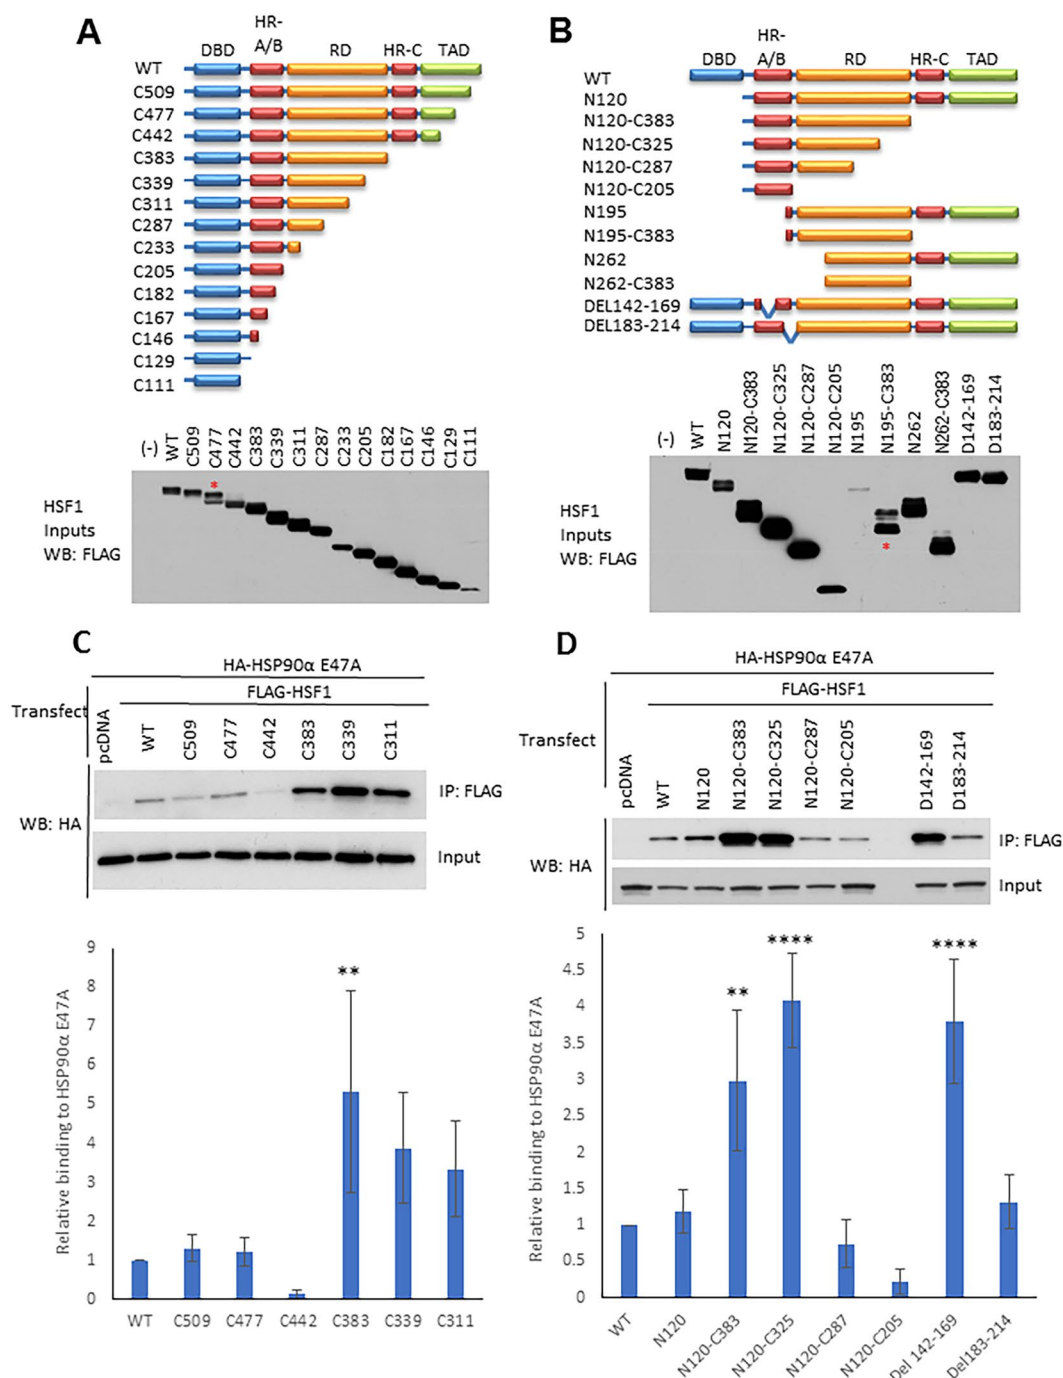 A
HR-
DBD A/B RD HR-C TAD
WT
C509
C477
C442
C383
C339
C311
C287
C233
C205
C182
C167
C146
C129
C111
(-) WT C509 C477 C442 C383 C339 C311 C287 C233 C205 C182 C167 C146 C129 C111
*
HSF1
Inputs
WB: FLAG
B
HR-
DBD A/B RD HR-C TAD
WT
N120
N120-C383
N120-C325
N120-C287
N120-C205
N195
N195-C383
N262
N262-C383
DEL142-169
DEL183-214
(-) WT N120 N120-C383 N120-C325 N120-C287 N120-C205 N195 N195-C383 N262 N262-C383 D142-169 D183-214
HSF1
Inputs
WB: FLAG
*
C
HA-HSP90α E47A
FLAG-HSF1
Transfect
pcDNA WT C509 C477 C442 C383 C339 C311
IP: FLAG
WB: HA
Input
Relative binding to HSP90α E47A
9
8
7
6
5
4
3
2
1
0
**
WT C509 C477 C442 C383 C339 C311
D
HA-HSP90α E47A
FLAG-HSF1
Transfect
pcDNA WT N120 N120-C383 N120-C325 N120-C287 N120-C205 D142-169 D183-214
IP: FLAG
WB: HA
Input
Relative binding to HSP90α E47A
5
4.5
4
3.5
3
2.5
2
1.5
1
0.5
0
** **** ****
WT N120 N120-C383 N120-C325 N120-C287 N120-C205 Del 142-169 Del183-214